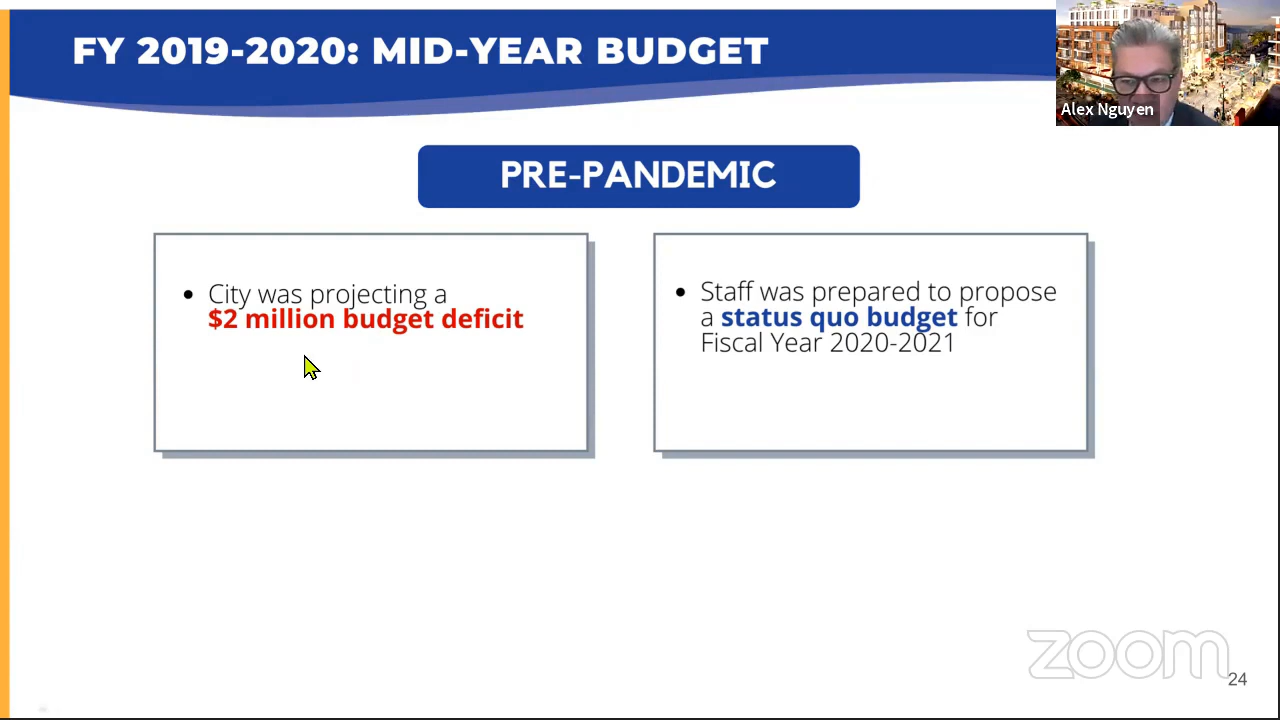 FY 2019-2020: MID-YEAR BUDGET
Alex Nguyen
PRE-PANDEMIC
• City was projecting a
$2 million budget deficit
• Staff was prepared to propose
a status quo budget for
Fiscal Year 2020-2021
zoom
24